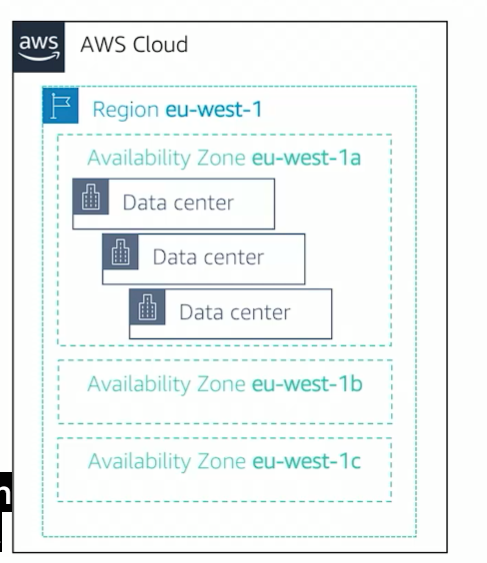 aws AWS Cloud
Region eu-west-1
Availability Zone eu-west-1a
Data center
Data center
Data center
Availability Zone eu-west-1b
Availability Zone eu-west-1c